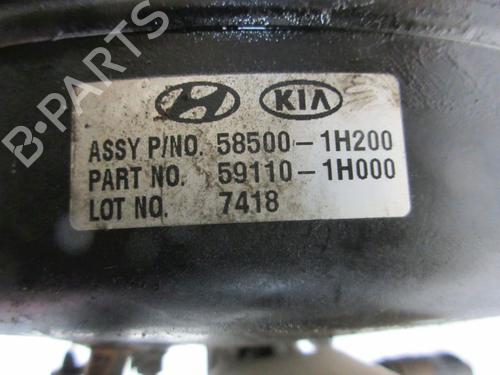 B-PARTS
KIA
ASSY P/NO. 58500-1H200
PART NO. 59110-1H000
LOT NO. 7418